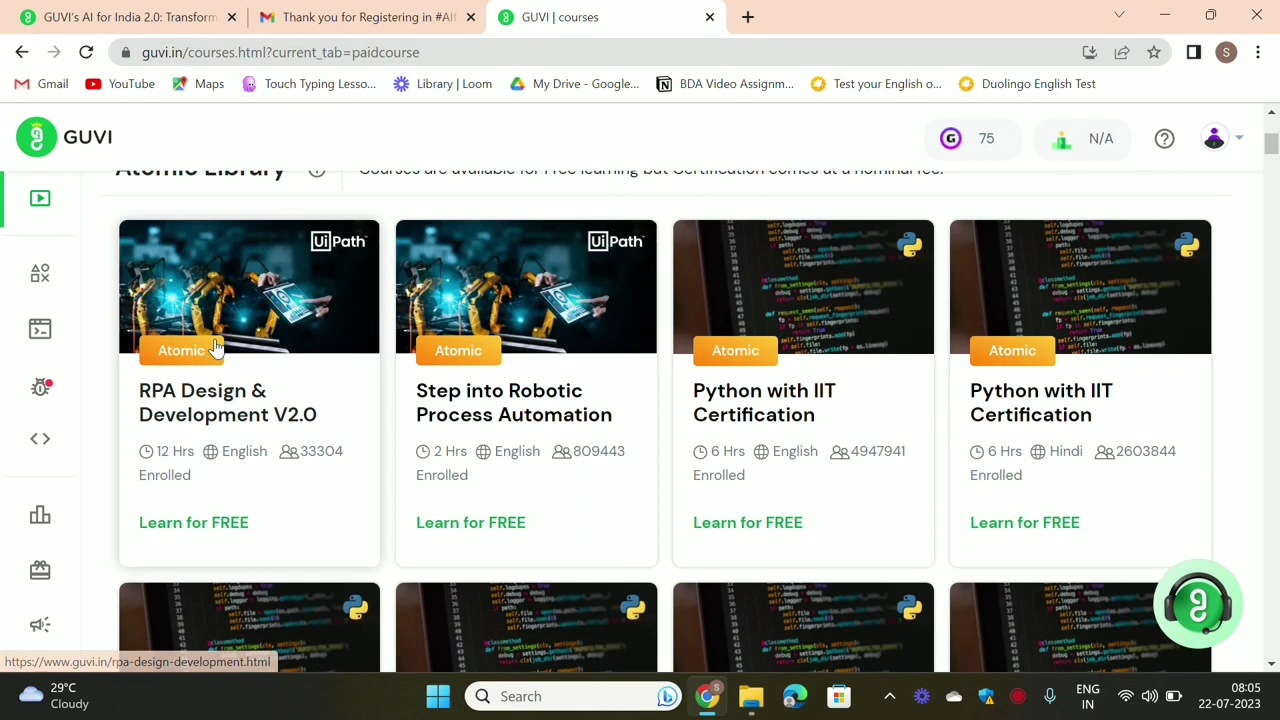 GUVI's AI for India 2.0: Transform
Thank you for Registering in #AI
GUVI | courses
guvi.in/courses.html?current_tab=paidcourse
S
Gmail
YouTube
Maps
Touch Typing Lesso...
Library | Loom
My Drive - Google...
BDA Video Assignm...
Test your English o...
Duolingo English Test
GUVI
G 75
N/A
Atomic Library
Courses are available for Free learning but Certification comes at a nominal fee.
UiPath
Atomic
RPA Design &
Development V2.0
12 Hrs English 33304
Enrolled
Learn for FREE
UiPath
Atomic
Step into Robotic
Process Automation
2 Hrs English 809443
Enrolled
Learn for FREE
Atomic
Python with IIT
Certification
6 Hrs English 4947941
Enrolled
Learn for FREE
Atomic
Python with IIT
Certification
6 Hrs Hindi 2603844
Enrolled
Learn for FREE
https://www.guvi.in/rpa-design-development.html
29°C
Cloudy
Search
ENG
IN
08:05
22-07-2023